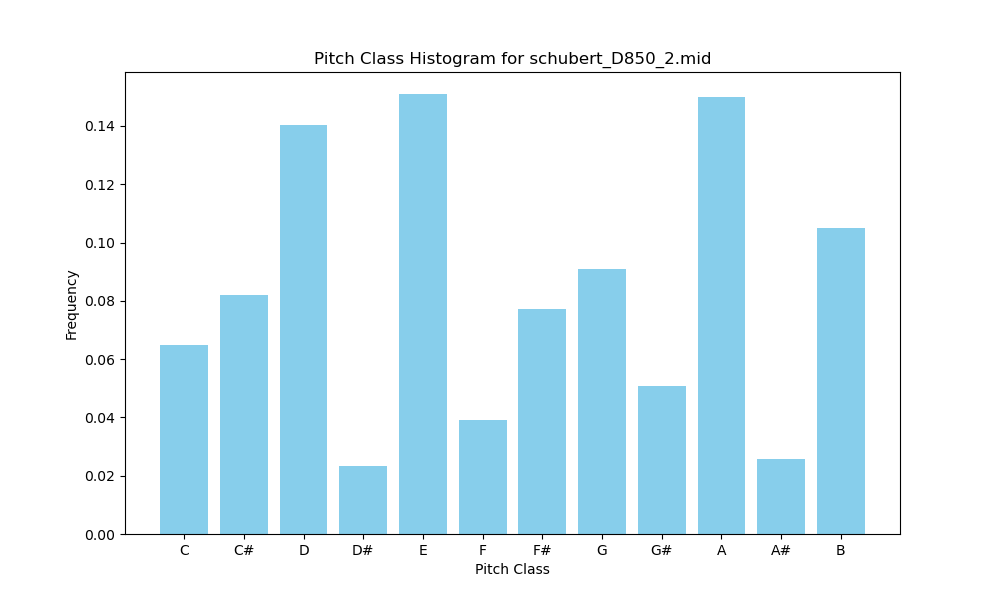 Pitch Class Histogram for schubert_D850_2.mid
Frequency
0.14
0.12
0.10
0.08
0.06
0.04
0.02
0.00
C C# D D# E F F# G G# A A# B
Pitch Class